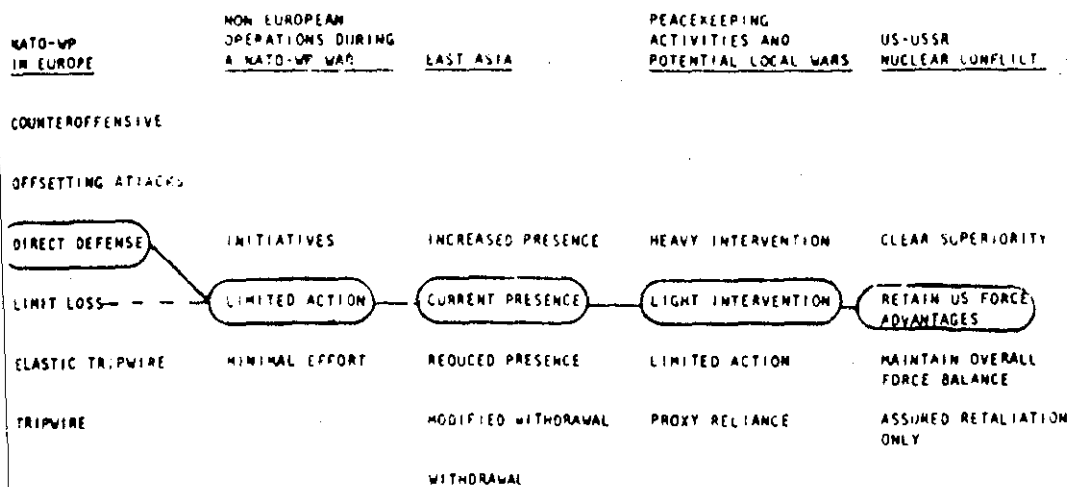 NATO-WP
IN EUROPE
NON EUROPEAN
OPERATIONS DURING
A NATO-WP WAR
EAST ASIA
PEACEKEEPING
ACTIVITIES AND
POTENTIAL LOCAL WARS
US-USSR
NUCLEAR CONFLICT
COUNTEROFFENSIVE
OFFSETTING ATTACKS
DIRECT DEFENSE
INITIATIVES
INCREASED PRESENCE
HEAVY INTERVENTION
CLEAR SUPERIORITY
LIMIT LOSS
LIMITED ACTION
CURRENT PRESENCE
LIGHT INTERVENTION
RETAIN US FORCE
ADVANTAGES
ELASTIC TRIPWIRE
MINIMAL EFFORT
REDUCED PRESENCE
LIMITED ACTION
MAINTAIN OVERALL
FORCE BALANCE
TRIPWIRE
MODIFIED WITHDRAWAL
PROXY RELIANCE
ASSURED RETALIATION
ONLY
WITHDRAWAL